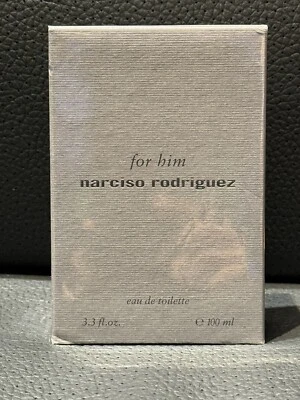 for him
narciso rodriguez
eau de toilette
3.3 fl.oz. ℮ 100 ml